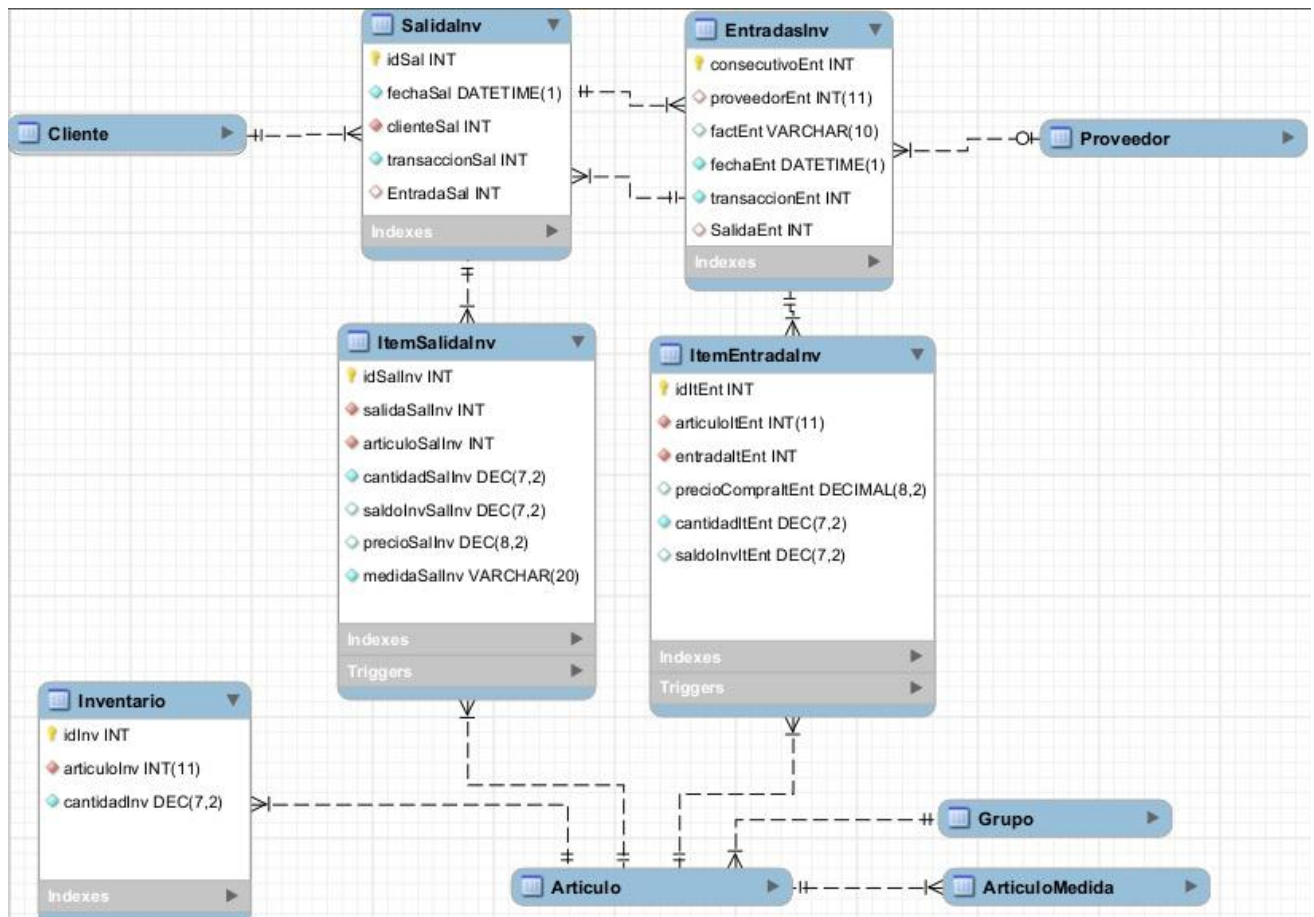 SalidaInv
idSal INT
fechaSal DATETIME(1)
clienteSal INT
transaccionSal INT
EntradaSal INT
Indexes
EntradasInv
consecutivoEnt INT
proveedorEnt INT(11)
factEnt VARCHAR(10)
fechaEnt DATETIME(1)
transaccionEnt INT
SalidaEnt INT
Indexes
Cliente
Proveedor
ItemSalidaInv
idSalInv INT
salidaSalInv INT
articuloSalInv INT
cantidadSalInv DEC(7,2)
saldoInvSalInv DEC(7,2)
precioSalInv DEC(8,2)
medidaSalInv VARCHAR(20)
Indexes
Triggers
ItemEntradaInv
idItEnt INT
articuloItEnt INT(11)
entradaItEnt INT
precioCompraItEnt DECIMAL(8,2)
cantidadItEnt DEC(7,2)
saldoInvItEnt DEC(7,2)
Indexes
Triggers
Inventario
idInv INT
articuloInv INT(11)
cantidadInv DEC(7,2)
Indexes
Grupo
Articulo
ArticuloMedida